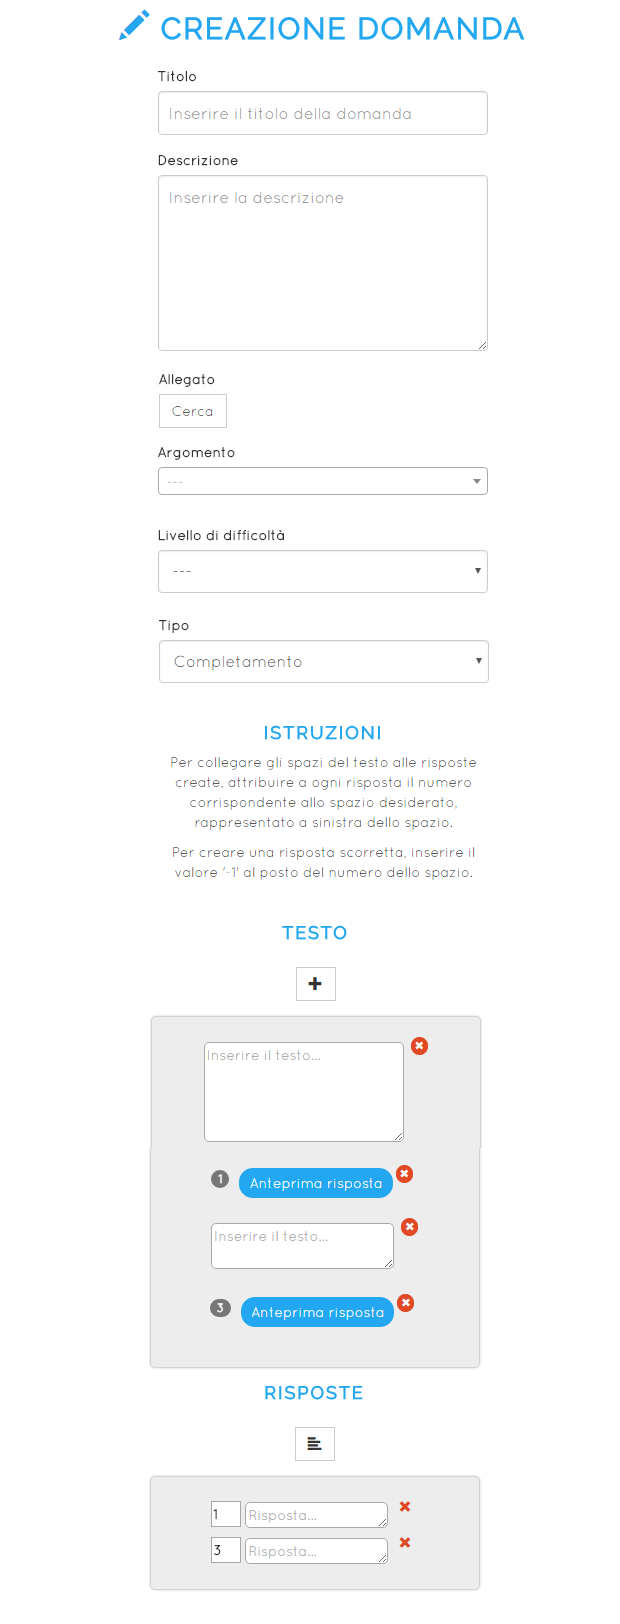 CREAZIONE DOMANDA
Titolo
Inserire il titolo della domanda
Descrizione
Inserire la descrizione
Allegato
Cerca
Argomento
---
Livello di difficoltà
---
Tipo
Completamento
ISTRUZIONI
Per collegare gli spazi del testo alle risposte
create, attribuire a ogni risposta il numero
corrispondente allo spazio desiderato,
rappresentato a sinistra dello spazio.
Per creare una risposta scorretta, inserire il
valore '-1' al posto del numero dello spazio.
TESTO
Inserire il testo...
1 Anteprima risposta
Inserire il testo...
3 Anteprima risposta
RISPOSTE
1 Risposta...
3 Risposta...